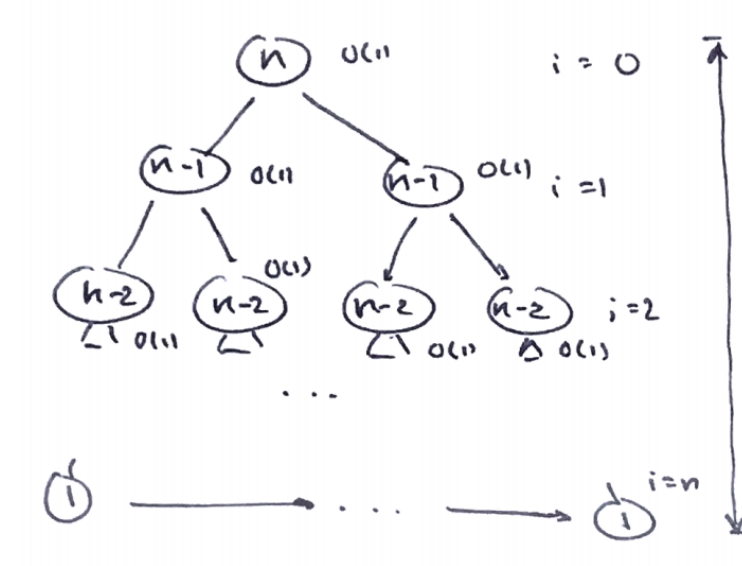 n O(1) i = 0
n-1 O(1) n-1 O(1) i =1
n-2 O(1) n-2 O(1) n-2 O(1) n-2 O(1) i =2
...
1 ... 1 i=n